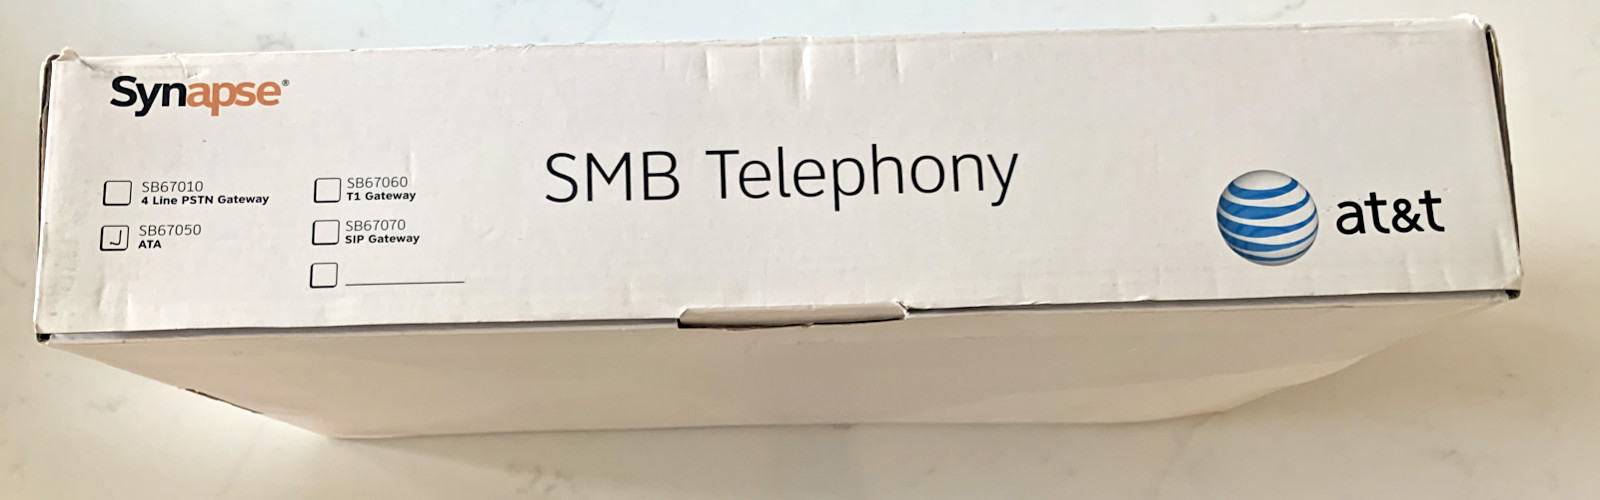 Synapse®
SMB Telephony
SB67010
4 Line PSTN Gateway
SB67050
ATA
SB67060
T1 Gateway
SB67070
SIP Gateway
at&t